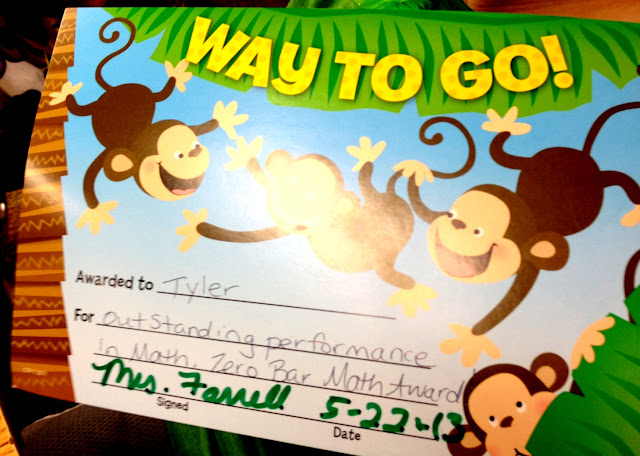 WAY TO GO!
Awarded to Tyler
For Outstanding performance
in Math, Zero Bar Math Award
Mrs. Farrell 5-22-13
Signed Date